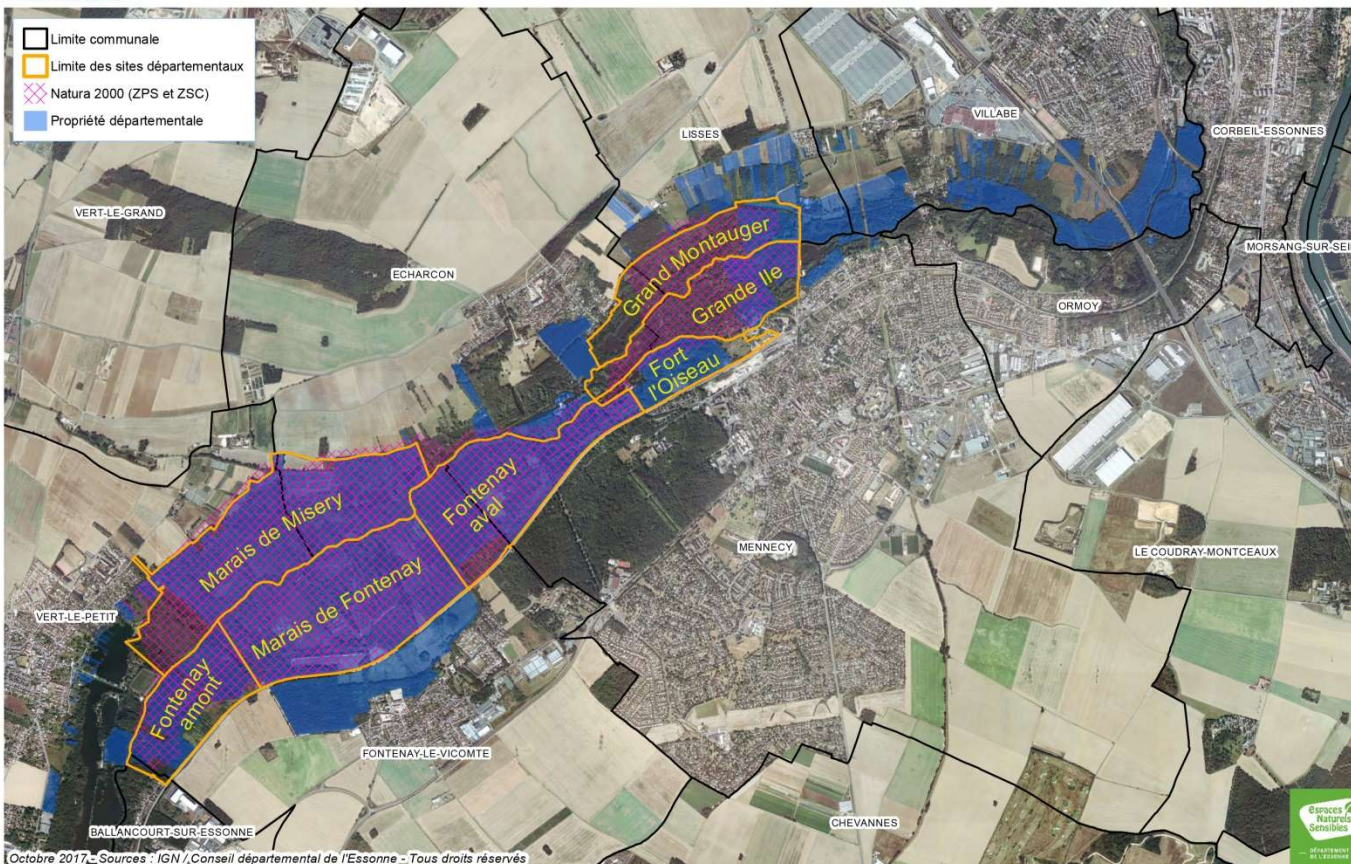 Limite communale
Limite des sites départementaux
Natura 2000 (ZPS et ZSC)
Propriété départementale
LISSES
VILLABE
CORBEIL-ESSONNES
VERT-LE-GRAND
ECHARCON
MORSANG-SUR-SEI
ORMOY
Grand Montauger
Grande Ile
Fort
l'Oiseau
Fontenay
aval
Marais de Misery
Marais de Fontenay
MENNECY
LE COUDRAY-MONTCEAUX
VERT-LE-PETIT
Fontenay
amont
FONTENAY-LE-VICOMTE
BALLANCOURT-SUR-ESSONNE
CHEVANNES
Espaces
Naturels
Sensibles
DÉPARTEMENT
DE L'ESSONNE
Octobre 2017 - Sources : IGN / Conseil départemental de l'Essonne - Tous droits réservés